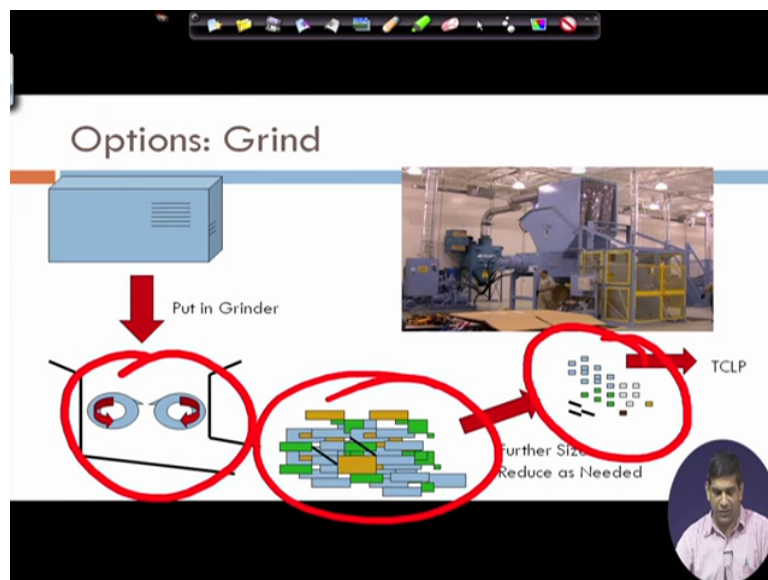 Options: Grind
Put in Grinder
TCLP
Further Size
Reduce as Needed